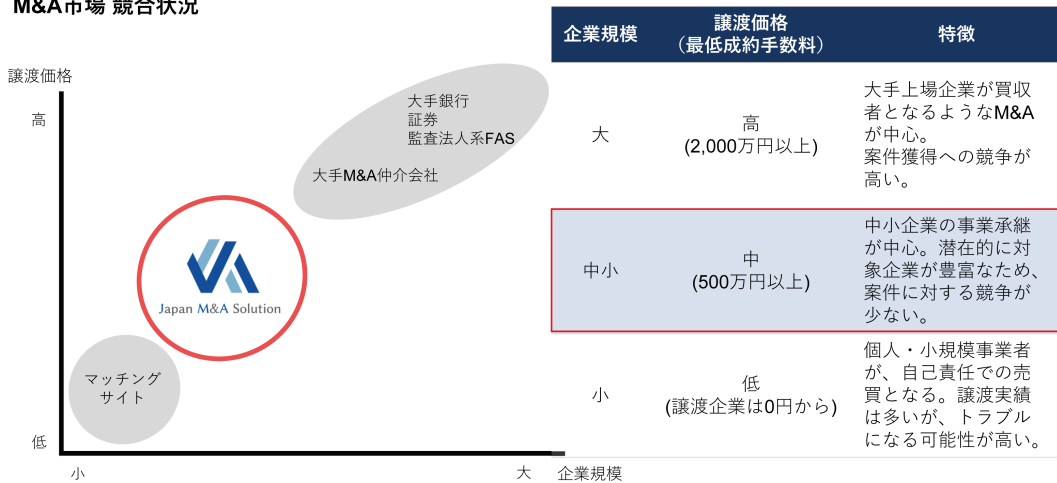 M&A市場 競合状況
譲渡価格
高
大手銀行
証券
監査法人系FAS
大手M&A仲介会社
Japan M&A Solution
マッチング
サイト
低
小
大
企業規模
企業規模
譲渡価格
（最低成約手数料）
特徴
大
高
(2,000万円以上)
大手上場企業が買収
者となるようなM&A
が中心。
案件獲得への競争が
高い。
中小
中
(500万円以上)
中小企業の事業承継
が中心。潜在的に対
象企業が豊富なため、
案件に対する競争が
少ない。
小
低
(譲渡企業は0円から)
個人・小規模事業者
が、自己責任での売
買となる。譲渡実績
は多いが、トラブル
になる可能性が高い。